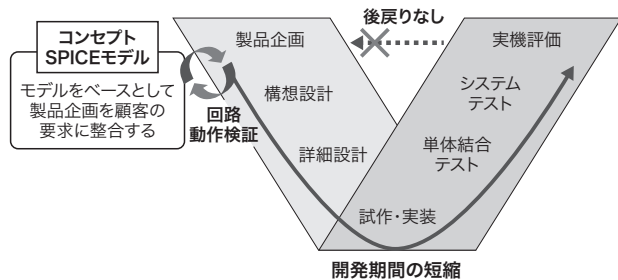 コンセプト
SPICEモデル
モデルをベースとして
製品企画を顧客の
要求に整合する
回路
動作検証
製品企画
構想設計
詳細設計
後戻りなし
試作・実装
単体結合
テスト
システム
テスト
実機評価
開発期間の短縮